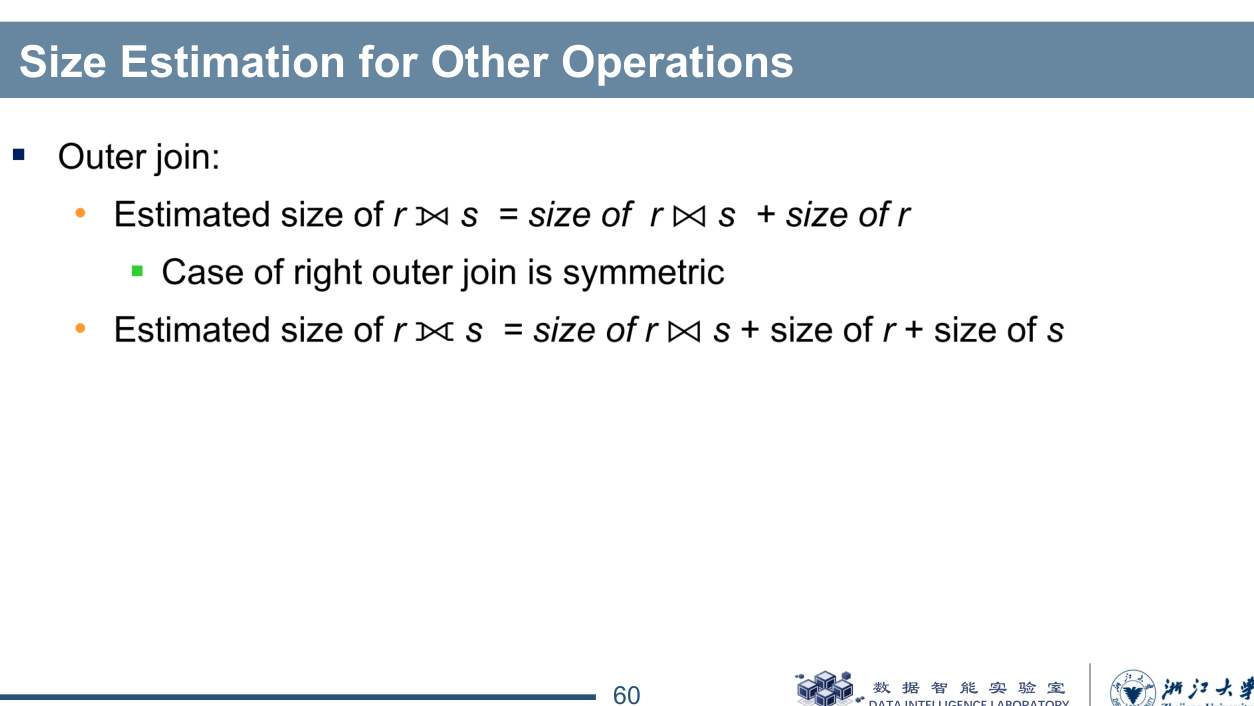 Size Estimation for Other Operations
▪ Outer join:
• Estimated size of r ⟕ s = size of r ⋈ s + size of r
▪ Case of right outer join is symmetric
• Estimated size of r ⟗ s = size of r ⋈ s + size of r + size of s
60
数据智能实验室
DATA INTELLIGENCE LABORATORY
浙江大学
Zhejiang University